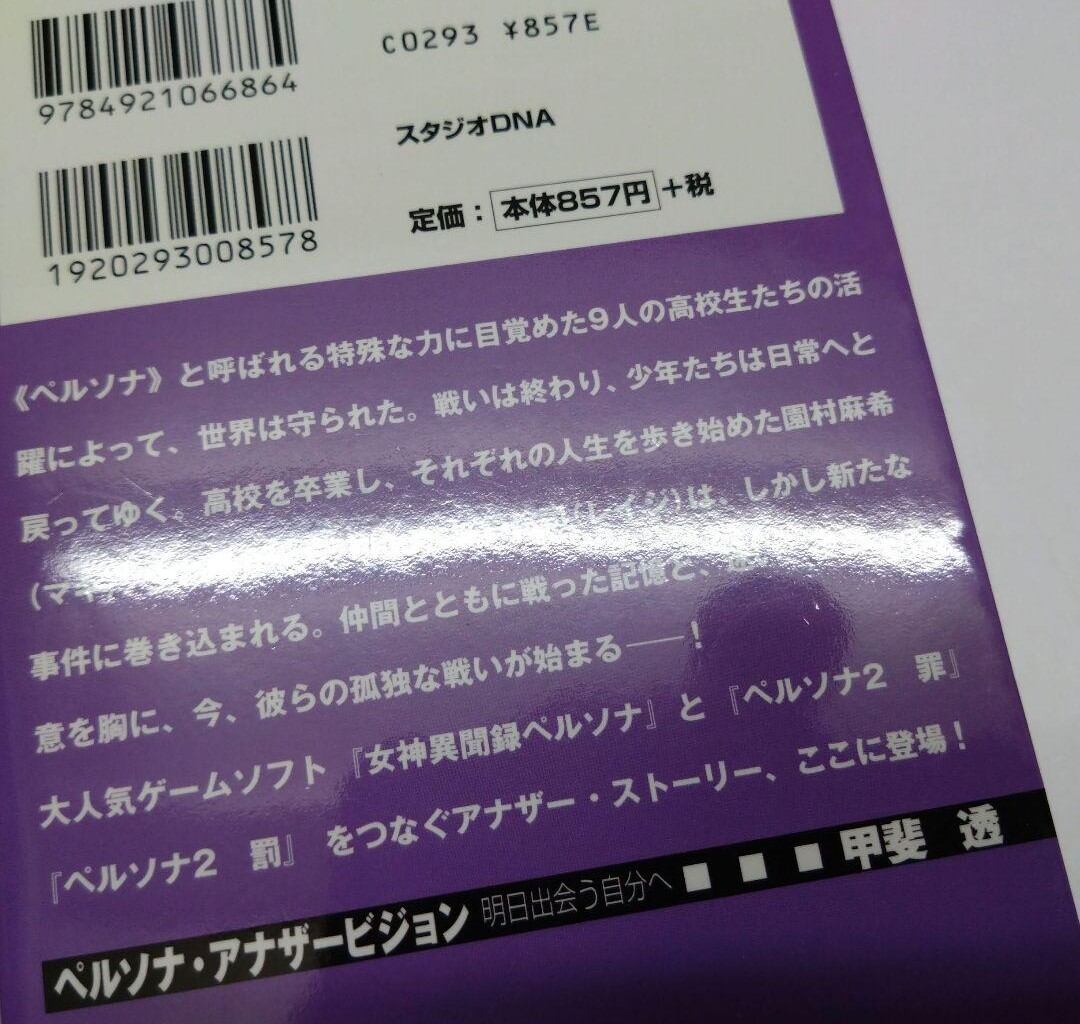 9784921066864
C0293 ¥857E
スタジオDNA
1920293008578
定価：本体857円+税
《ペルソナ》と呼ばれる特殊な力に目覚めた9人の高校生たちの活
躍によって、世界は守られた。戦いは終わり、少年たちは日常へと
戻ってゆく。高校を卒業し、それぞれの人生を歩き始めた園村麻希
(マキ) (レイジ)は、しかし新たな
事件に巻き込まれる。仲間とともに戦った記憶と、
意を胸に、今、彼らの孤独な戦いが始まる――!
大人気ゲームソフト『女神異聞録ペルソナ』と『ペルソナ2 罪』
『ペルソナ2 罰』をつなぐアナザー・ストーリー、ここに登場!
ペルソナ・アナザービジョン 明日出会う自分へ ■ ■ ■ 甲斐 透